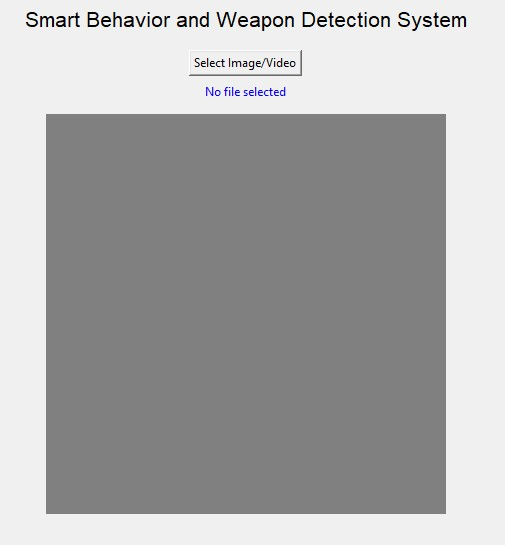 Smart Behavior and Weapon Detection System
Select Image/Video
No file selected